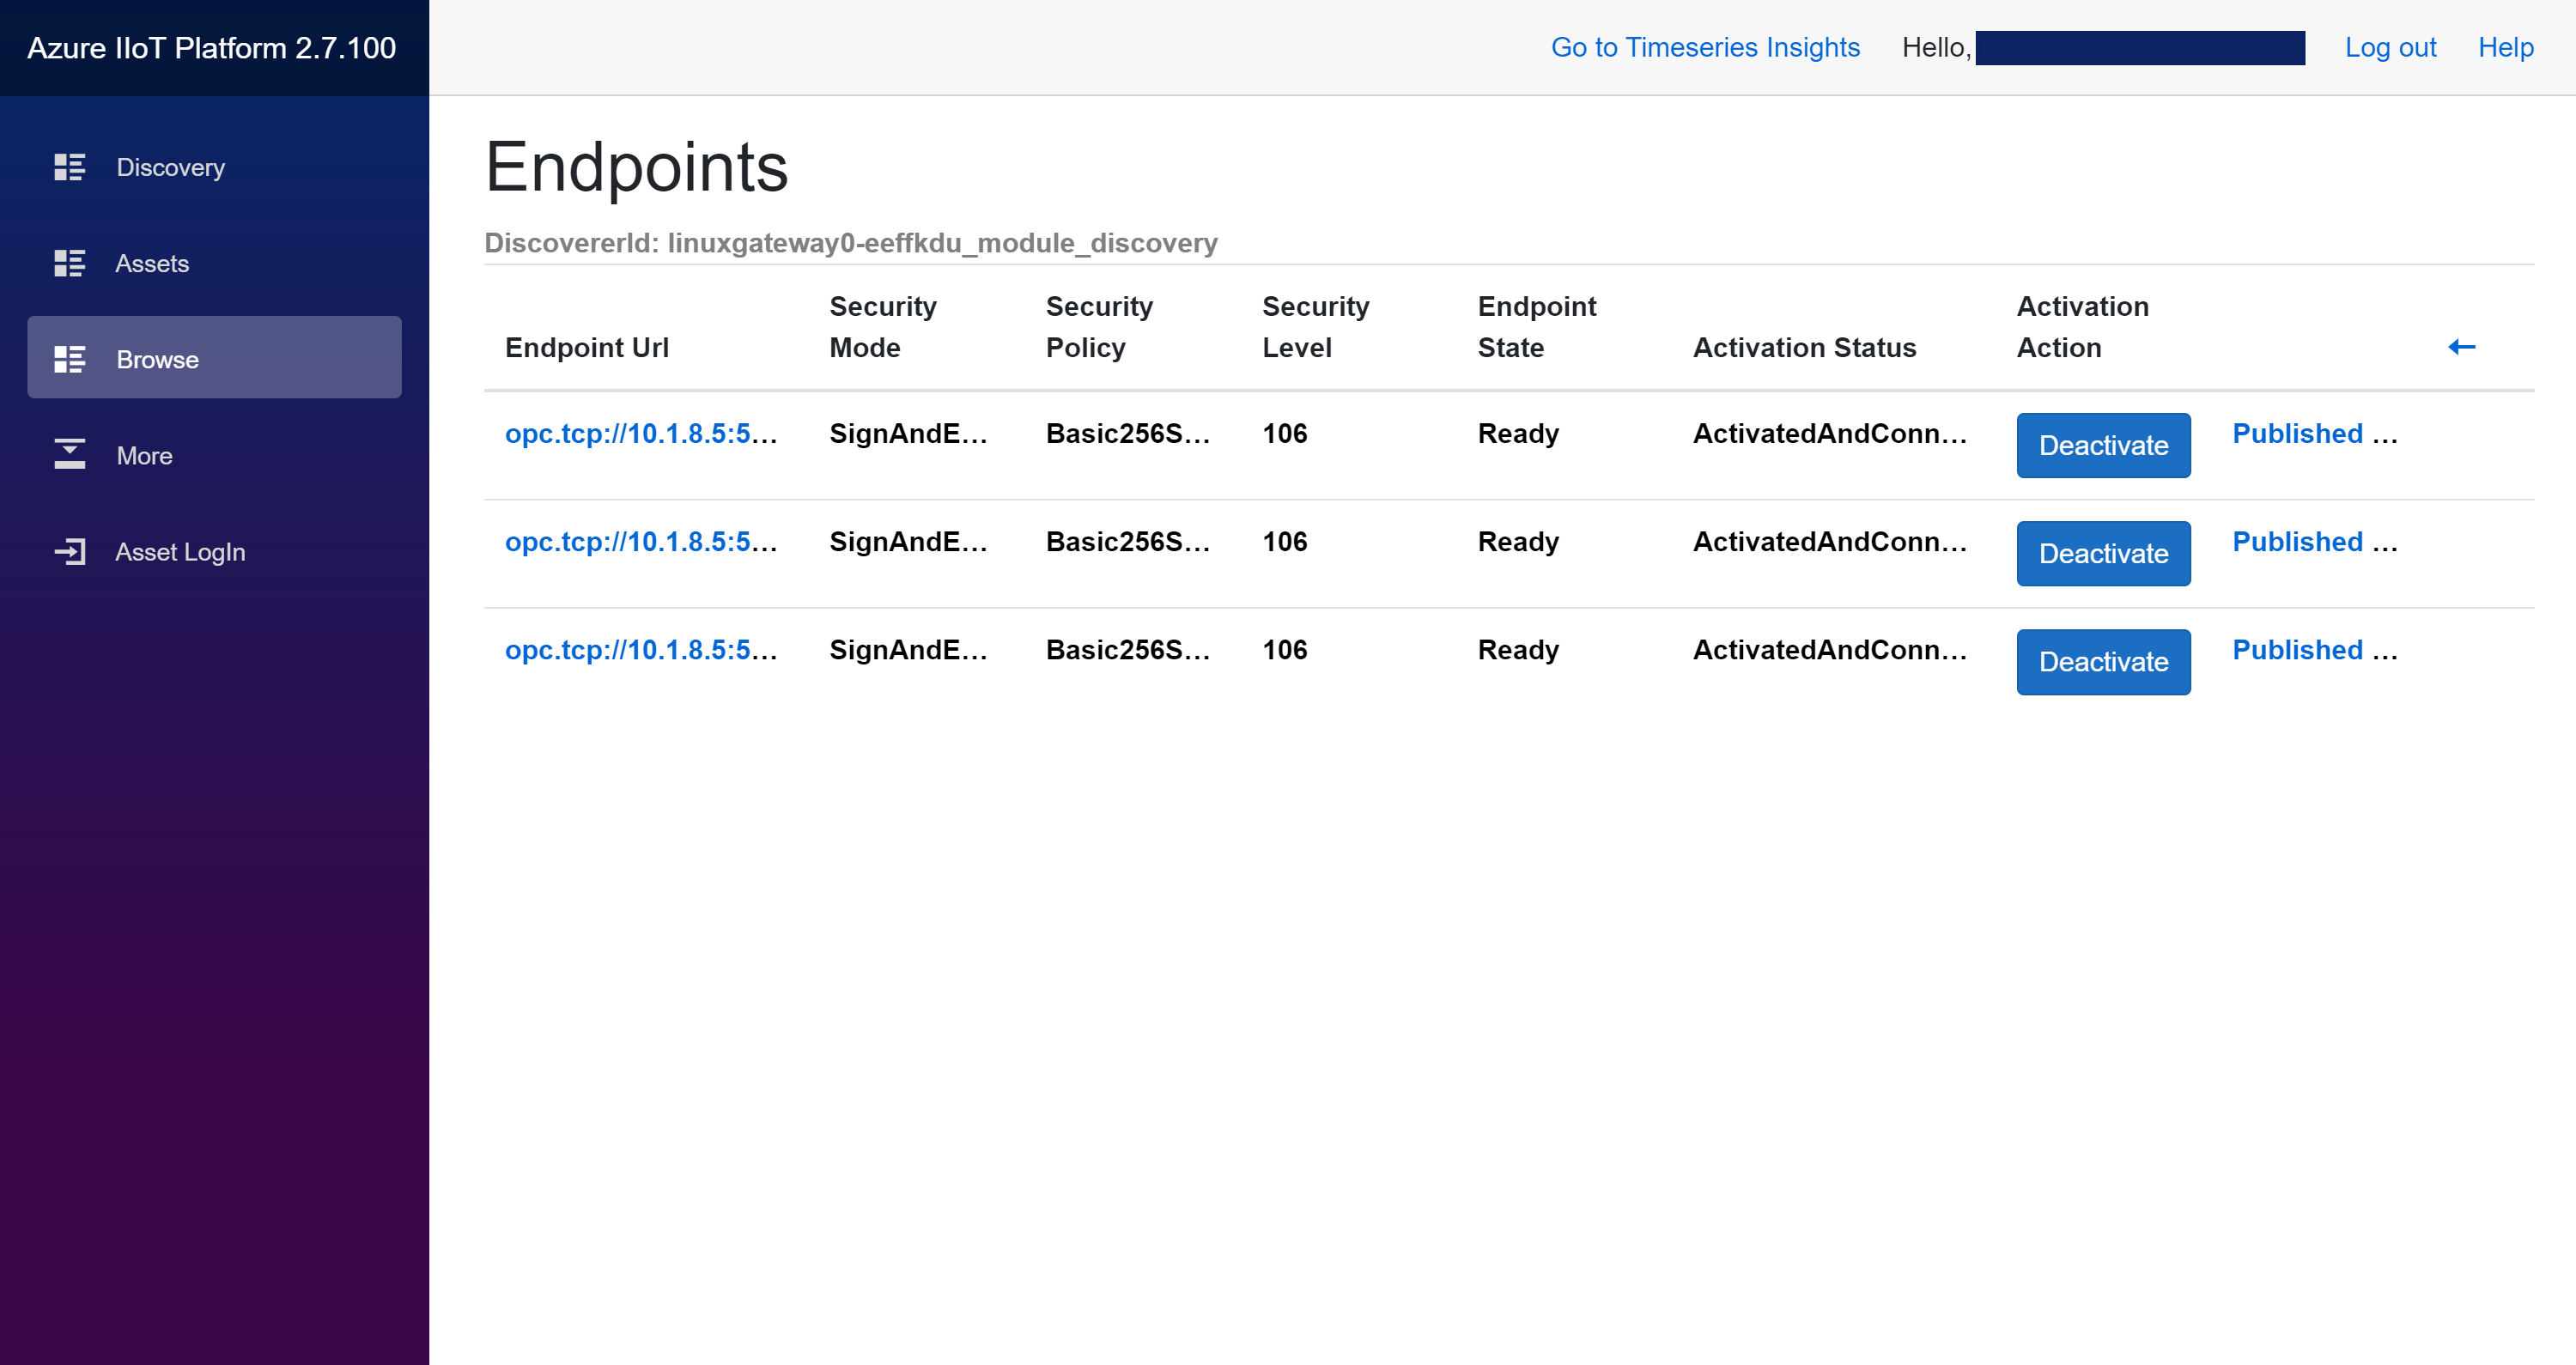 Azure IIoT Platform 2.7.100
Go to Timeseries Insights Hello, Log out Help
Discovery
Assets
Browse
More
Asset LogIn
Endpoints
DiscovererId: linuxgateway0-eeffkdu_module_discovery
Endpoint Url Security Mode Security Policy Security Level Endpoint State Activation Status Activation Action ←
opc.tcp://10.1.8.5:5... SignAndE... Basic256S... 106 Ready ActivatedAndConn... Deactivate Published ...
opc.tcp://10.1.8.5:5... SignAndE... Basic256S... 106 Ready ActivatedAndConn... Deactivate Published ...
opc.tcp://10.1.8.5:5... SignAndE... Basic256S... 106 Ready ActivatedAndConn... Deactivate Published ...